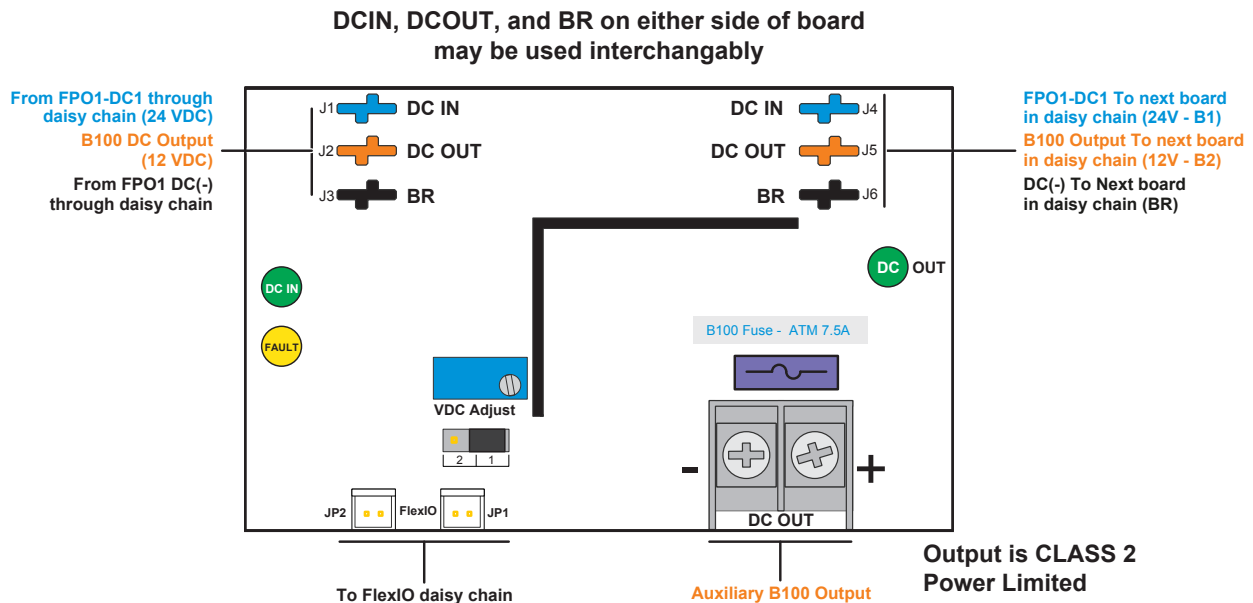 DCIN, DCOUT, and BR on either side of board
may be used interchangably
From FPO1-DC1 through
daisy chain (24 VDC)
B100 DC Output
(12 VDC)
From FPO1 DC(-)
through daisy chain
J1
DC IN
J2
DC OUT
J3
BR
DC IN
J4
DC OUT
J5
BR
J6
FPO1-DC1 To next board
in daisy chain (24V - B1)
B100 Output To next board
in daisy chain (12V - B2)
DC(-) To Next board
in daisy chain (BR)
DC IN
FAULT
DC OUT
B100 Fuse - ATM 7.5A
VDC Adjust
2 1
- +
JP2 FlexIO JP1
DC OUT
To FlexIO daisy chain
Auxiliary B100 Output
Output is CLASS 2
Power Limited